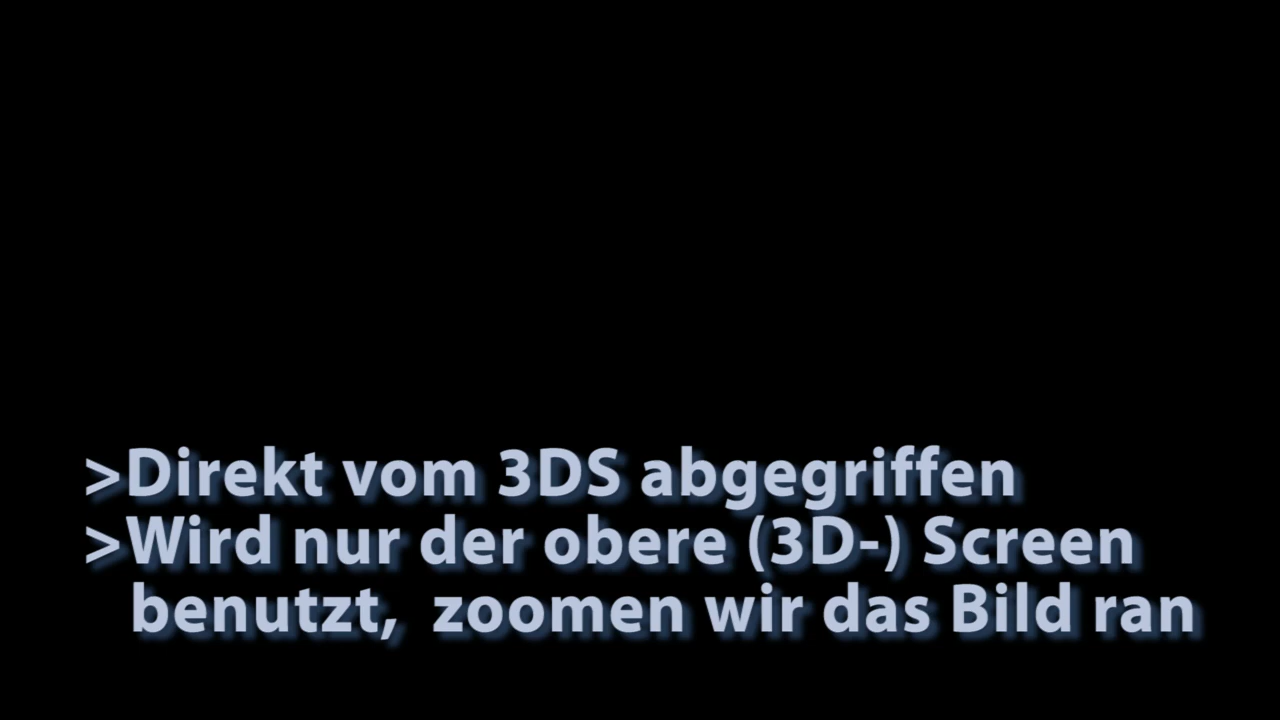 >Direkt vom 3DS abgegriffen
>Wird nur der obere (3D-) Screen
benutzt, zoomen wir das Bild ran